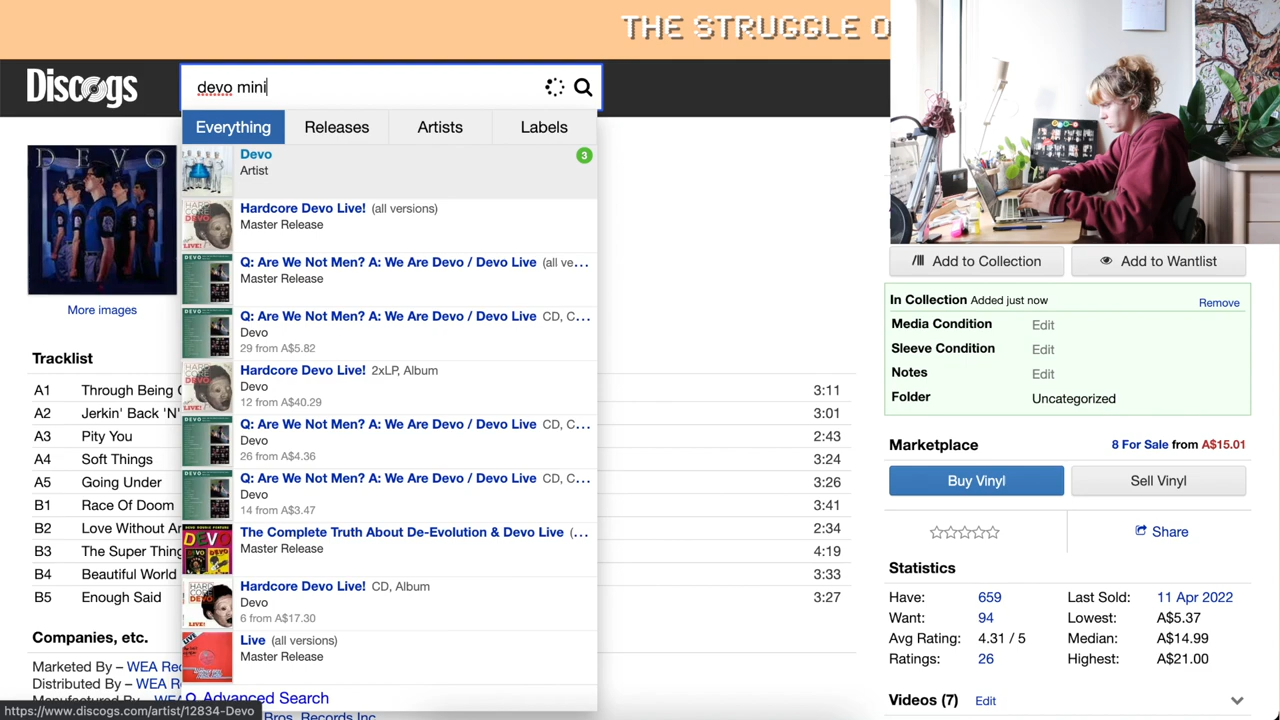 THE STRUGGLE O
Discogs
devo mini
Everything
Releases
Artists
Labels
Devo
Artist
3
Hardcore Devo Live! (all versions)
Master Release
Q: Are We Not Men? A: We Are Devo / Devo Live (all ve...
Master Release
Q: Are We Not Men? A: We Are Devo / Devo Live CD, C...
Devo
29 from A$5.82
Hardcore Devo Live! 2xLP, Album
Devo
12 from A$40.29
Q: Are We Not Men? A: We Are Devo / Devo Live CD, C...
Devo
26 from A$4.36
Q: Are We Not Men? A: We Are Devo / Devo Live CD, C...
Devo
14 from A$3.47
The Complete Truth About De-Evolution & Devo Live (...
Master Release
Hardcore Devo Live! CD, Album
Devo
6 from A$17.30
Live (all versions)
Master Release
Advanced Search
DEVO
More images
Tracklist
A1 Through Being C 3:11
A2 Jerkin' Back 'N' 3:01
A3 Pity You 2:43
A4 Soft Things 3:24
A5 Going Under 3:26
B1 Race Of Doom 3:41
B2 Love Without An 2:34
B3 The Super Thing 4:19
B4 Beautiful World 3:33
B5 Enough Said 3:27
Companies, etc.
Marketed By – WEA Rec
Distributed By – WEA R
Bros. Records Inc
https://www.discogs.com/artist/12834-Devo
Add to Collection
Add to Wantlist
In Collection Added just now
Remove
Media Condition Edit
Sleeve Condition Edit
Notes Edit
Folder Uncategorized
Marketplace
8 For Sale from A$15.01
Buy Vinyl
Sell Vinyl
Share
Statistics
Have: 659 Last Sold: 11 Apr 2022
Want: 94 Lowest: A$5.37
Avg Rating: 4.31 / 5 Median: A$14.99
Ratings: 26 Highest: A$21.00
Videos (7) Edit